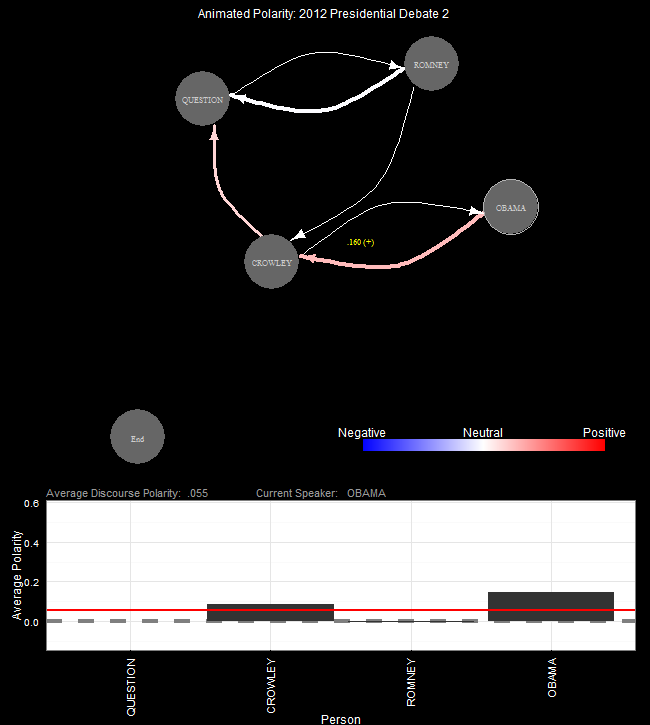 Animated Polarity: 2012 Presidential Debate 2
ROMNEY
QUESTION
OBAMA
.160 (+)
CROWLEY
End
Negative Neutral Positive
Average Discourse Polarity: .055 Current Speaker: OBAMA
0.6
0.4
0.2
0.0
Average Polarity
QUESTION CROWLEY ROMNEY OBAMA
Person